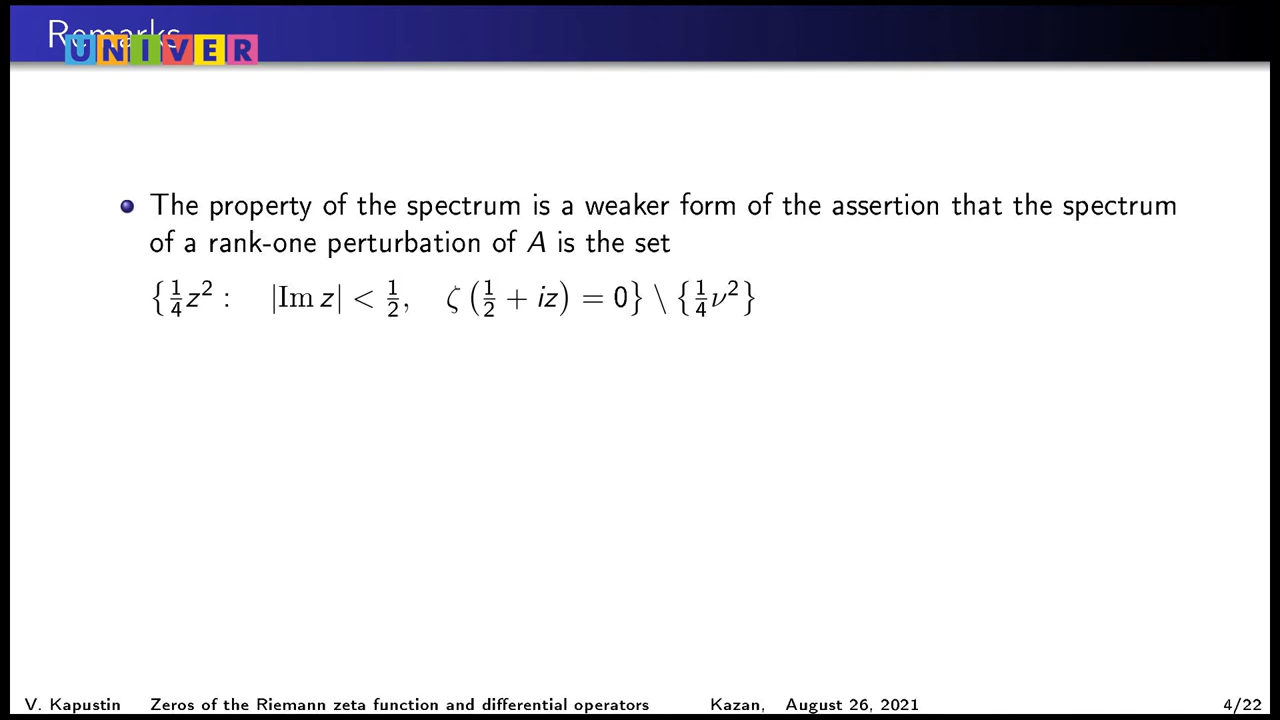 Remarks
UNIVER
The property of the spectrum is a weaker form of the assertion that the spectrum
of a rank-one perturbation of A is the set
{¼z² : |Im z| < ½, ζ(½ + iz) = 0} \ {¼ν²}
V. Kapustin Zeros of the Riemann zeta function and differential operators Kazan, August 26, 2021 4/22